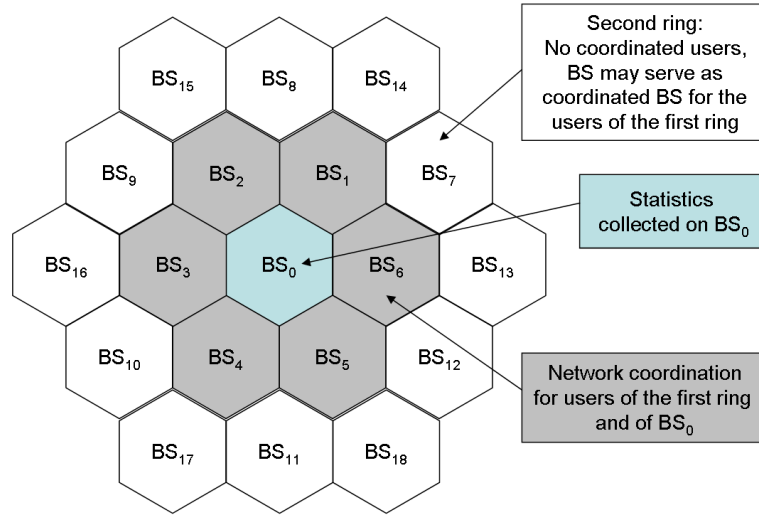 Second ring:
No coordinated users,
BS may serve as
coordinated BS for the
users of the first ring
BS15 BS8 BS14
BS9 BS2 BS1 BS7
Statistics
collected on BS0
BS16 BS3 BS0 BS6 BS13
BS10 BS4 BS5 BS12
Network coordination
for users of the first ring
and of BS0
BS17 BS11 BS18